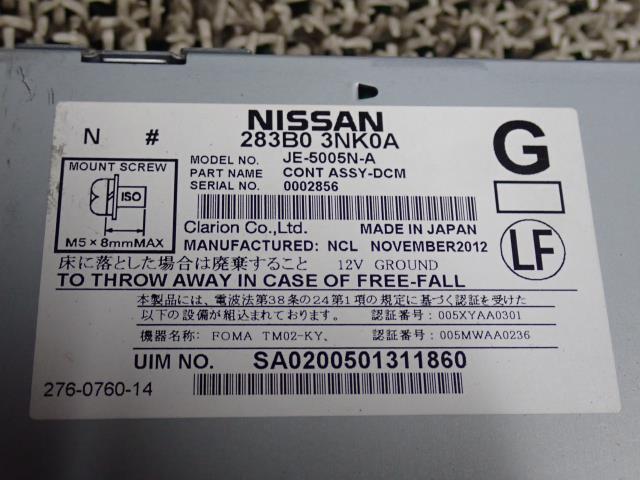 NISSAN
N # 283B0 3NK0A G
MOUNT SCREW
ISO
M5×8mmMAX
MODEL NO. JE-5005N-A
PART NAME CONT ASSY-DCM
SERIAL NO. 0002856
Clarion Co.,Ltd. MADE IN JAPAN
MANUFACTURED: NCL NOVEMBER2012
LF
床に落とした場合は廃棄すること 12V GROUND
TO THROW AWAY IN CASE OF FREE-FALL
本製品には、電波法第38条の24第1項の規定に基づく認証を受けた
以下の設備が組込まれております。 認証番号: 005XYAA0301
機器名称: FOMA TM02-KY、 認証番号: 005MWAA0236
UIM NO. SA0200501311860
276-0760-14